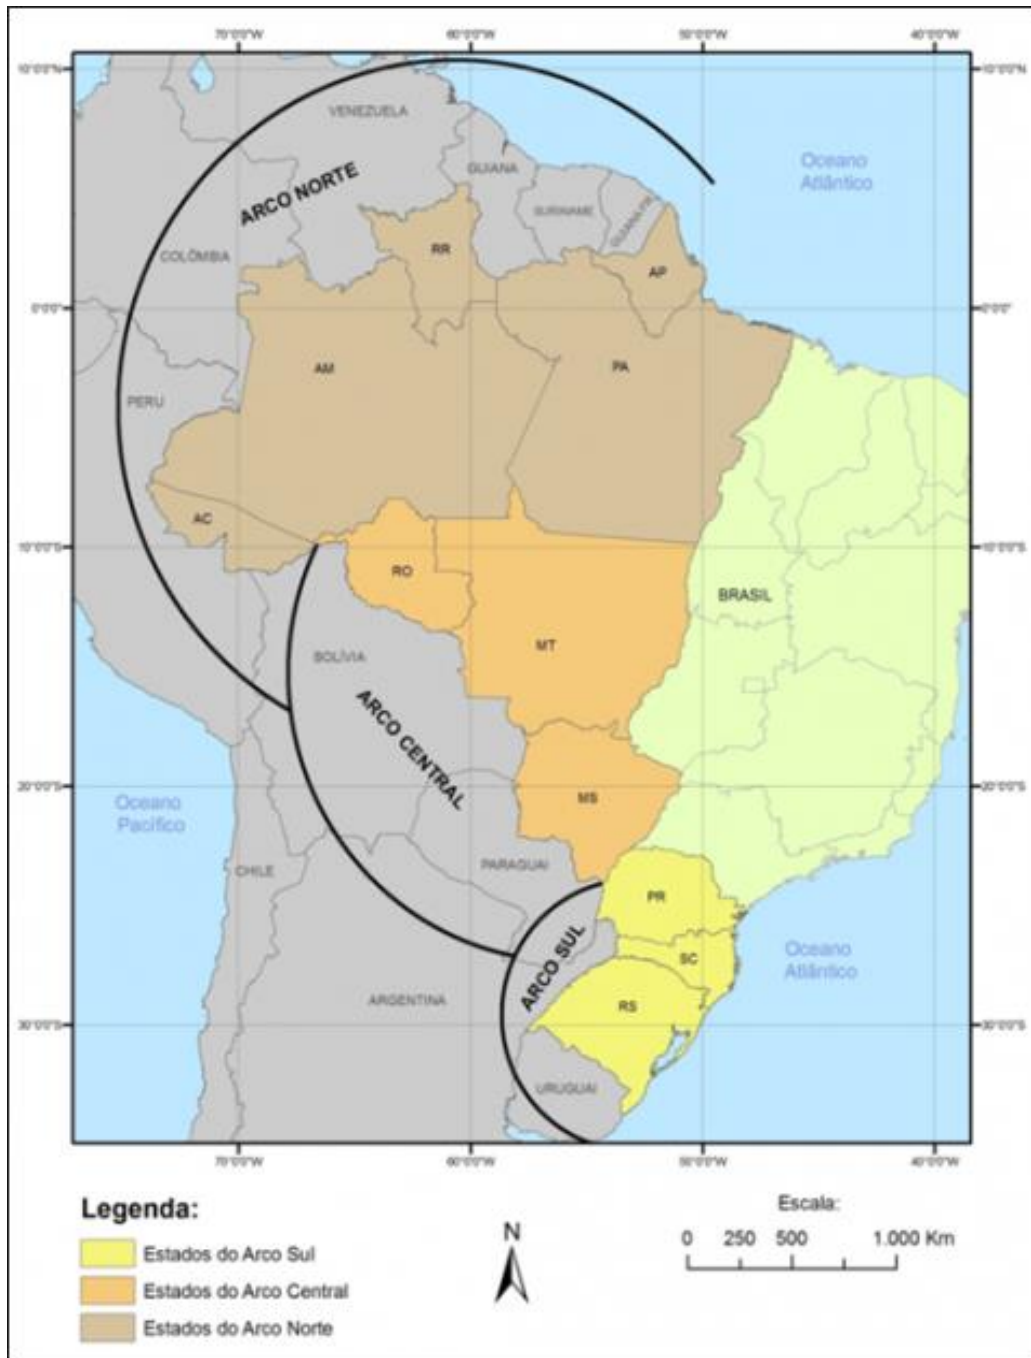 70°0'0"W 60°0'0"W 50°0'0"W 40°0'0"W
10°0'0"N 10°0'0"N
VENEZUELA
Oceano
Atlântico
GUIANA
ARCO NORTE
SURINAME
COLÔMBIA
RR
AP
0°0'0" 0°0'0"
AM
PA
PERU
AC
10°0'0"S 10°0'0"S
RO
BRASIL
MT
BOLÍVIA
ARCO CENTRAL
20°0'0"S 20°0'0"S
Oceano
Pacífico
MS
PARAGUAI
CHILE
PR
ARCO SUL
SC
Oceano
Atlântico
ARGENTINA
RS
30°0'0"S 30°0'0"S
URUGUAI
70°0'0"W 60°0'0"W 50°0'0"W 40°0'0"W
Legenda:
Estados do Arco Sul
Estados do Arco Central
Estados do Arco Norte
N
Escala:
0 250 500 1.000 Km